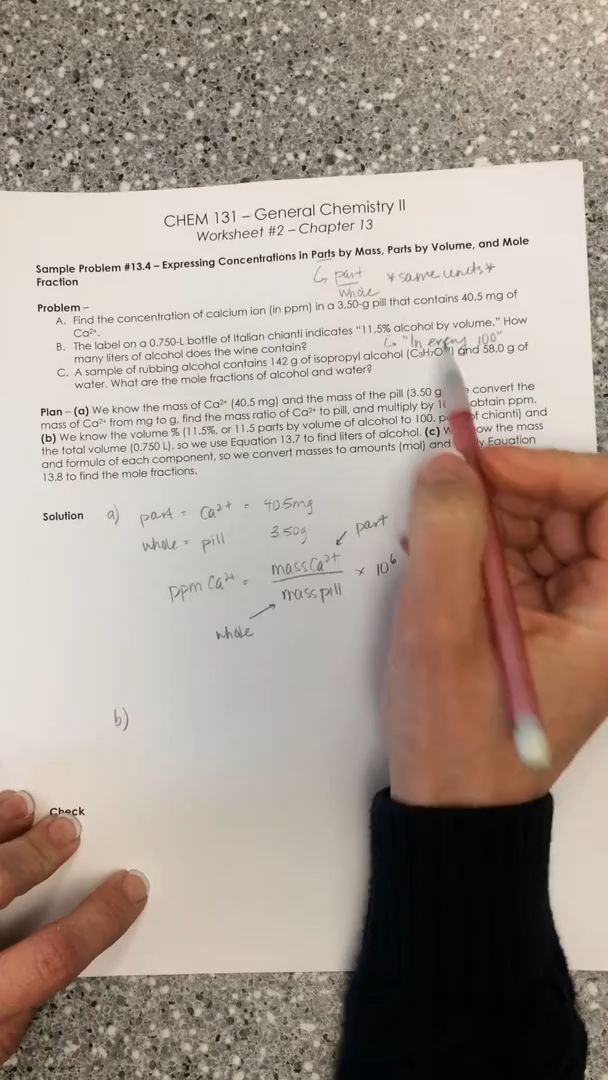 CHEM 131 – General Chemistry II
Worksheet #2 – Chapter 13
Sample Problem #13.4 – Expressing Concentrations in Parts by Mass, Parts by Volume, and Mole
Fraction
↳ part *same units*
whole
Problem –
A. Find the concentration of calcium ion (in ppm) in a 3.50-g pill that contains 40.5 mg of
Ca²⁺.
B. The label on a 0.750-L bottle of Italian chianti indicates "11.5% alcohol by volume." How
many liters of alcohol does the wine contain?
↳ "In every 100"
C. A sample of rubbing alcohol contains 142 g of isopropyl alcohol (C₃H₇O) and 58.0 g of
water. What are the mole fractions of alcohol and water?
Plan – (a) We know the mass of Ca²⁺ (40.5 mg) and the mass of the pill (3.50 g convert the
mass of Ca²⁺ from mg to g, find the mass ratio of Ca²⁺ to pill, and multiply by obtain ppm.
(b) We know the volume % (11.5%, or 11.5 parts by volume of alcohol to 100. of chianti) and
the total volume (0.750 L), so we use Equation 13.7 to find liters of alcohol. (c) the mass
and formula of each component, so we convert masses to amounts (mol) and Equation
13.8 to find the mole fractions.
Solution a) part = Ca²⁺ = 40.5mg
whole = pill 3.50g
part
ppm Ca²⁺ = mass Ca²⁺ × 10⁶
mass pill
whole
b)
Check